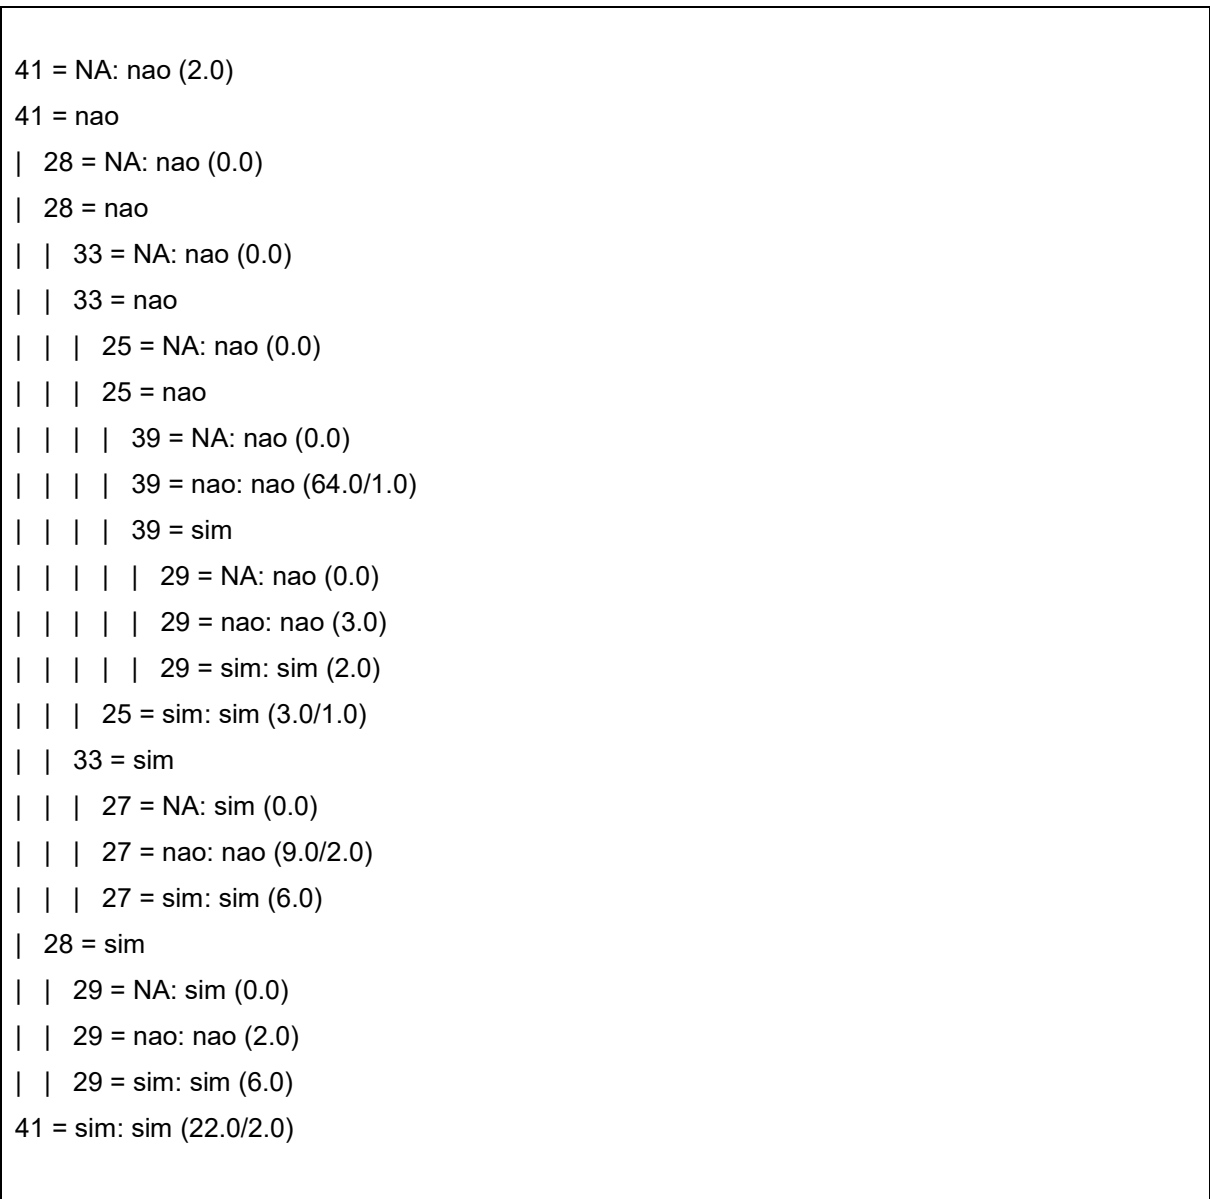 41 = NA: nao (2.0)
41 = nao
|   28 = NA: nao (0.0)
|   28 = nao
|   |   33 = NA: nao (0.0)
|   |   33 = nao
|   |   |   25 = NA: nao (0.0)
|   |   |   25 = nao
|   |   |   |   39 = NA: nao (0.0)
|   |   |   |   39 = nao: nao (64.0/1.0)
|   |   |   |   39 = sim
|   |   |   |   |   29 = NA: nao (0.0)
|   |   |   |   |   29 = nao: nao (3.0)
|   |   |   |   |   29 = sim: sim (2.0)
|   |   |   25 = sim: sim (3.0/1.0)
|   |   33 = sim
|   |   |   27 = NA: sim (0.0)
|   |   |   27 = nao: nao (9.0/2.0)
|   |   |   27 = sim: sim (6.0)
|   28 = sim
|   |   29 = NA: sim (0.0)
|   |   29 = nao: nao (2.0)
|   |   29 = sim: sim (6.0)
41 = sim: sim (22.0/2.0)